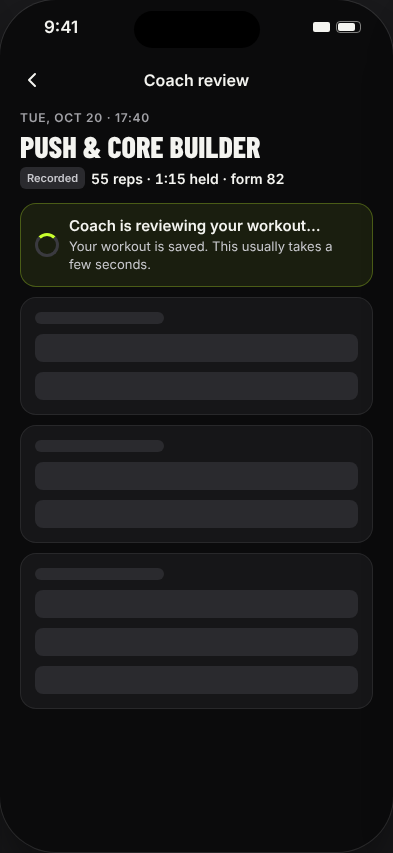 9:41
Coach review
TUE, OCT 20 · 17:40
PUSH & CORE BUILDER
Recorded 55 reps · 1:15 held · form 82
Coach is reviewing your workout...
Your workout is saved. This usually takes a
few seconds.